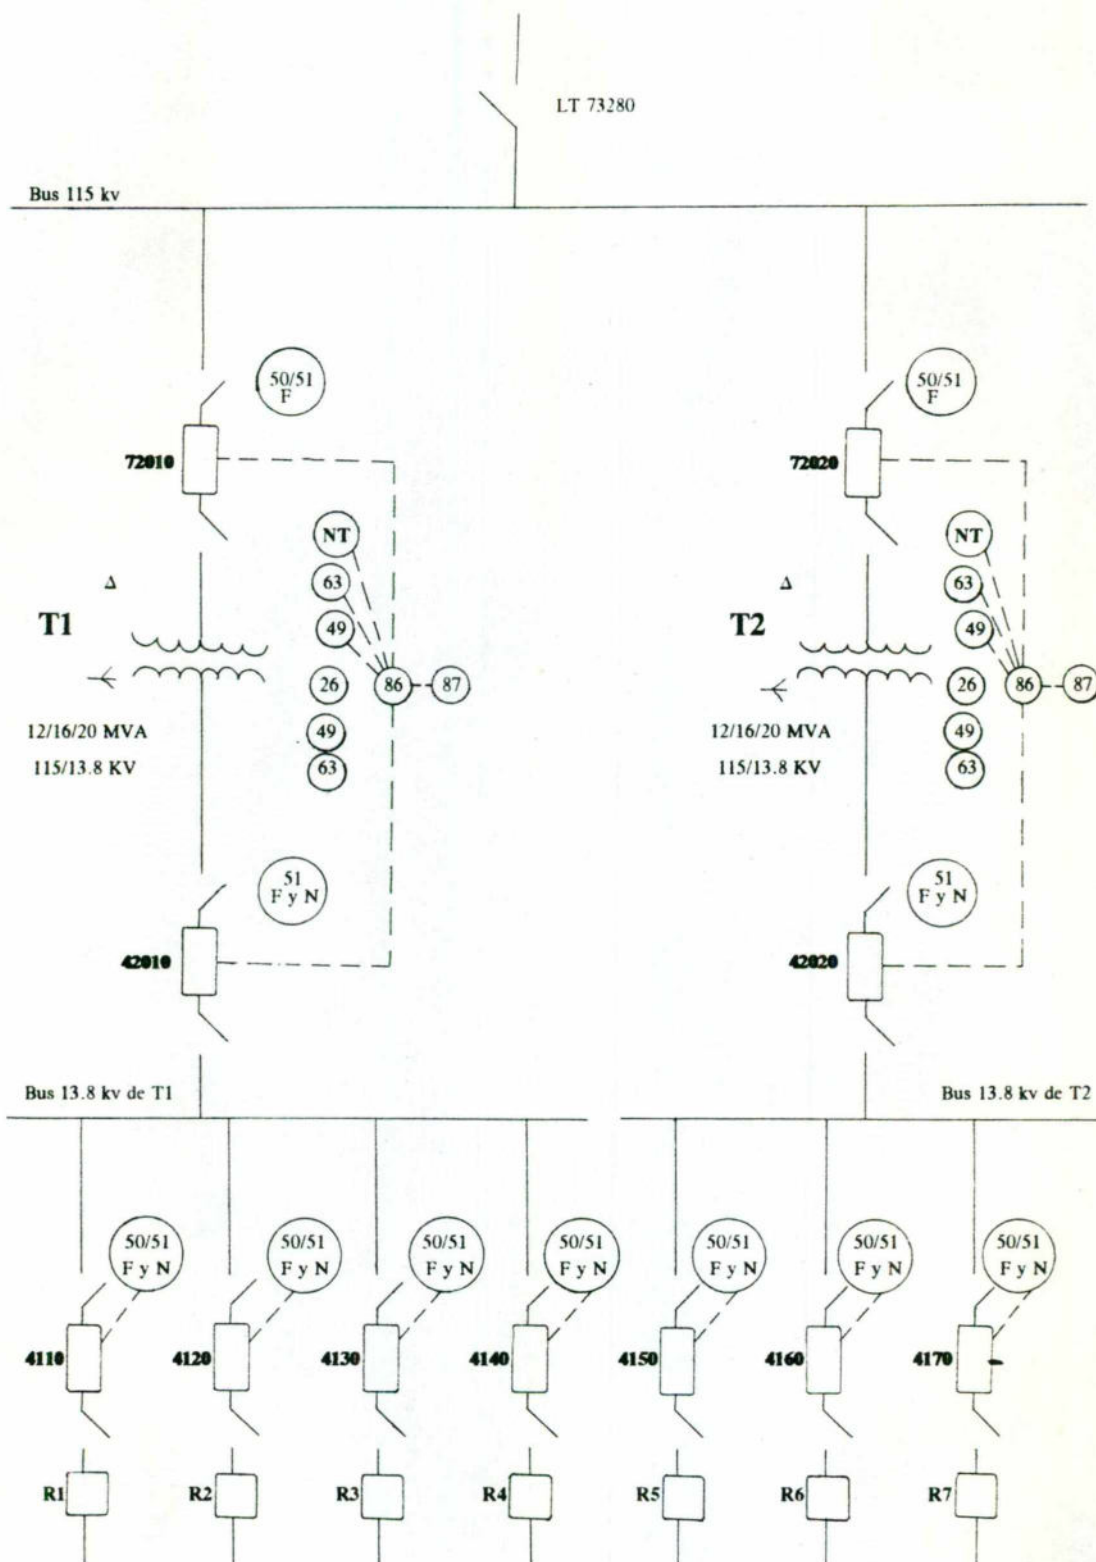 LT 73280
Bus 115 kv
50/51
F
50/51
F
72010
72020
NT
NT
Δ
63
Δ
63
T1
49
T2
49
26
86
87
26
86
87
12/16/20 MVA
49
12/16/20 MVA
49
115/13.8 KV
63
115/13.8 KV
63
51
F y N
51
F y N
42010
42020
Bus 13.8 kv de T1
Bus 13.8 kv de T2
50/51
F y N
50/51
F y N
50/51
F y N
50/51
F y N
50/51
F y N
50/51
F y N
50/51
F y N
4110
4120
4130
4140
4150
4160
4170
R1
R2
R3
R4
R5
R6
R7